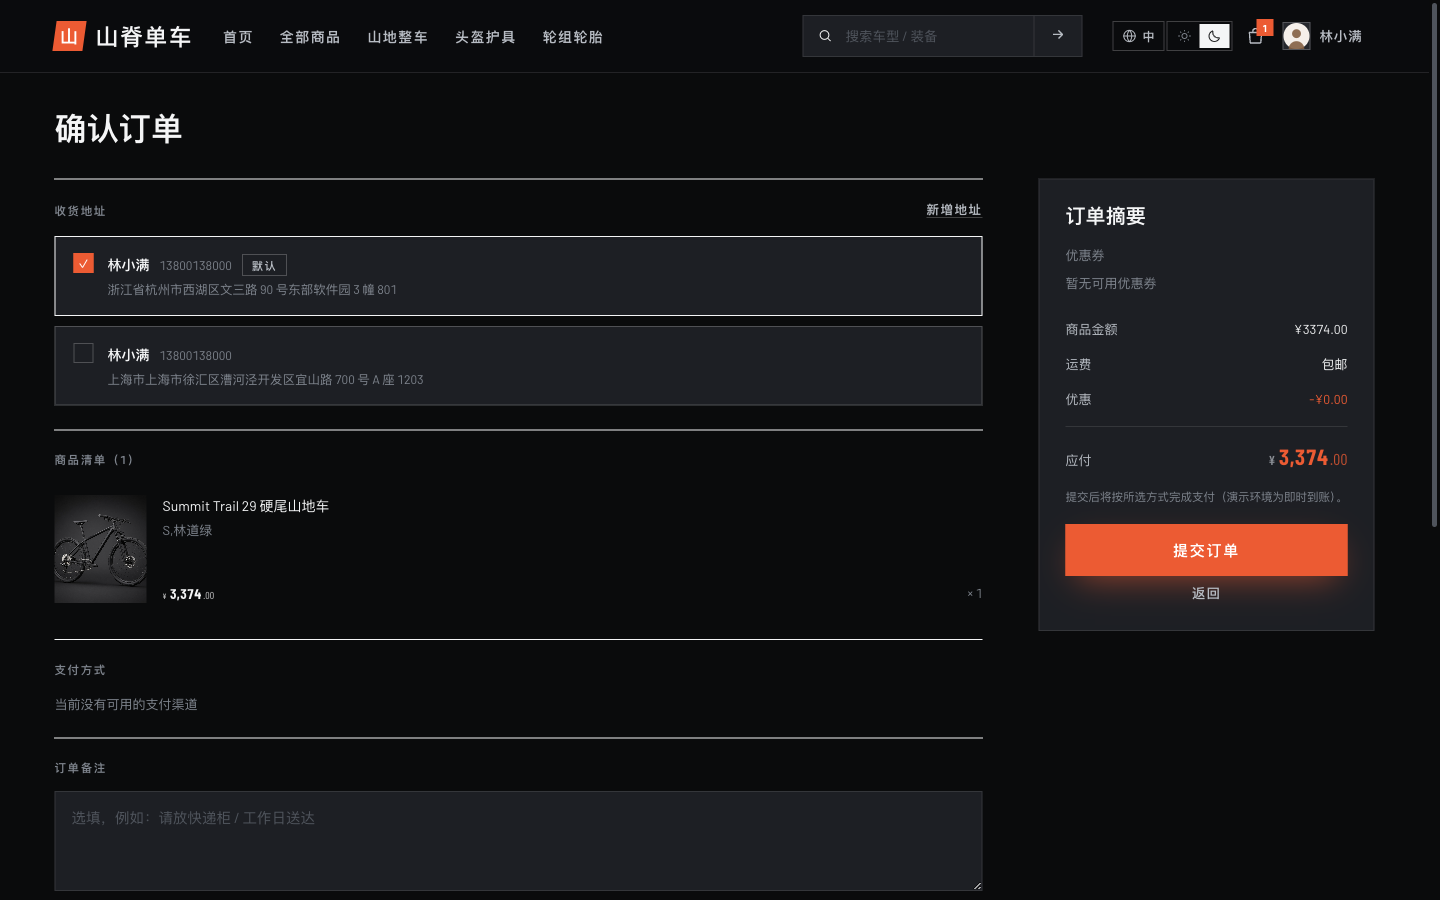 山 山脊单车
首页 全部商品 山地整车 头盔护具 轮组轮胎
搜索车型 / 装备
中
1
林小满
确认订单
收货地址
新增地址
林小满 13800138000 默认
浙江省杭州市西湖区文三路 90 号东部软件园 3 幢 801
林小满 13800138000
上海市上海市徐汇区漕河泾开发区宜山路 700 号 A 座 1203
商品清单（1）
Summit Trail 29 硬尾山地车
S,林道绿
¥ 3,374.00
× 1
支付方式
当前没有可用的支付渠道
订单备注
选填，例如：请放快递柜 / 工作日送达
订单摘要
优惠券
暂无可用优惠券
商品金额 ¥3374.00
运费 包邮
优惠 -¥0.00
应付 ¥ 3,374.00
提交后将按所选方式完成支付（演示环境为即时到账）。
提交订单
返回